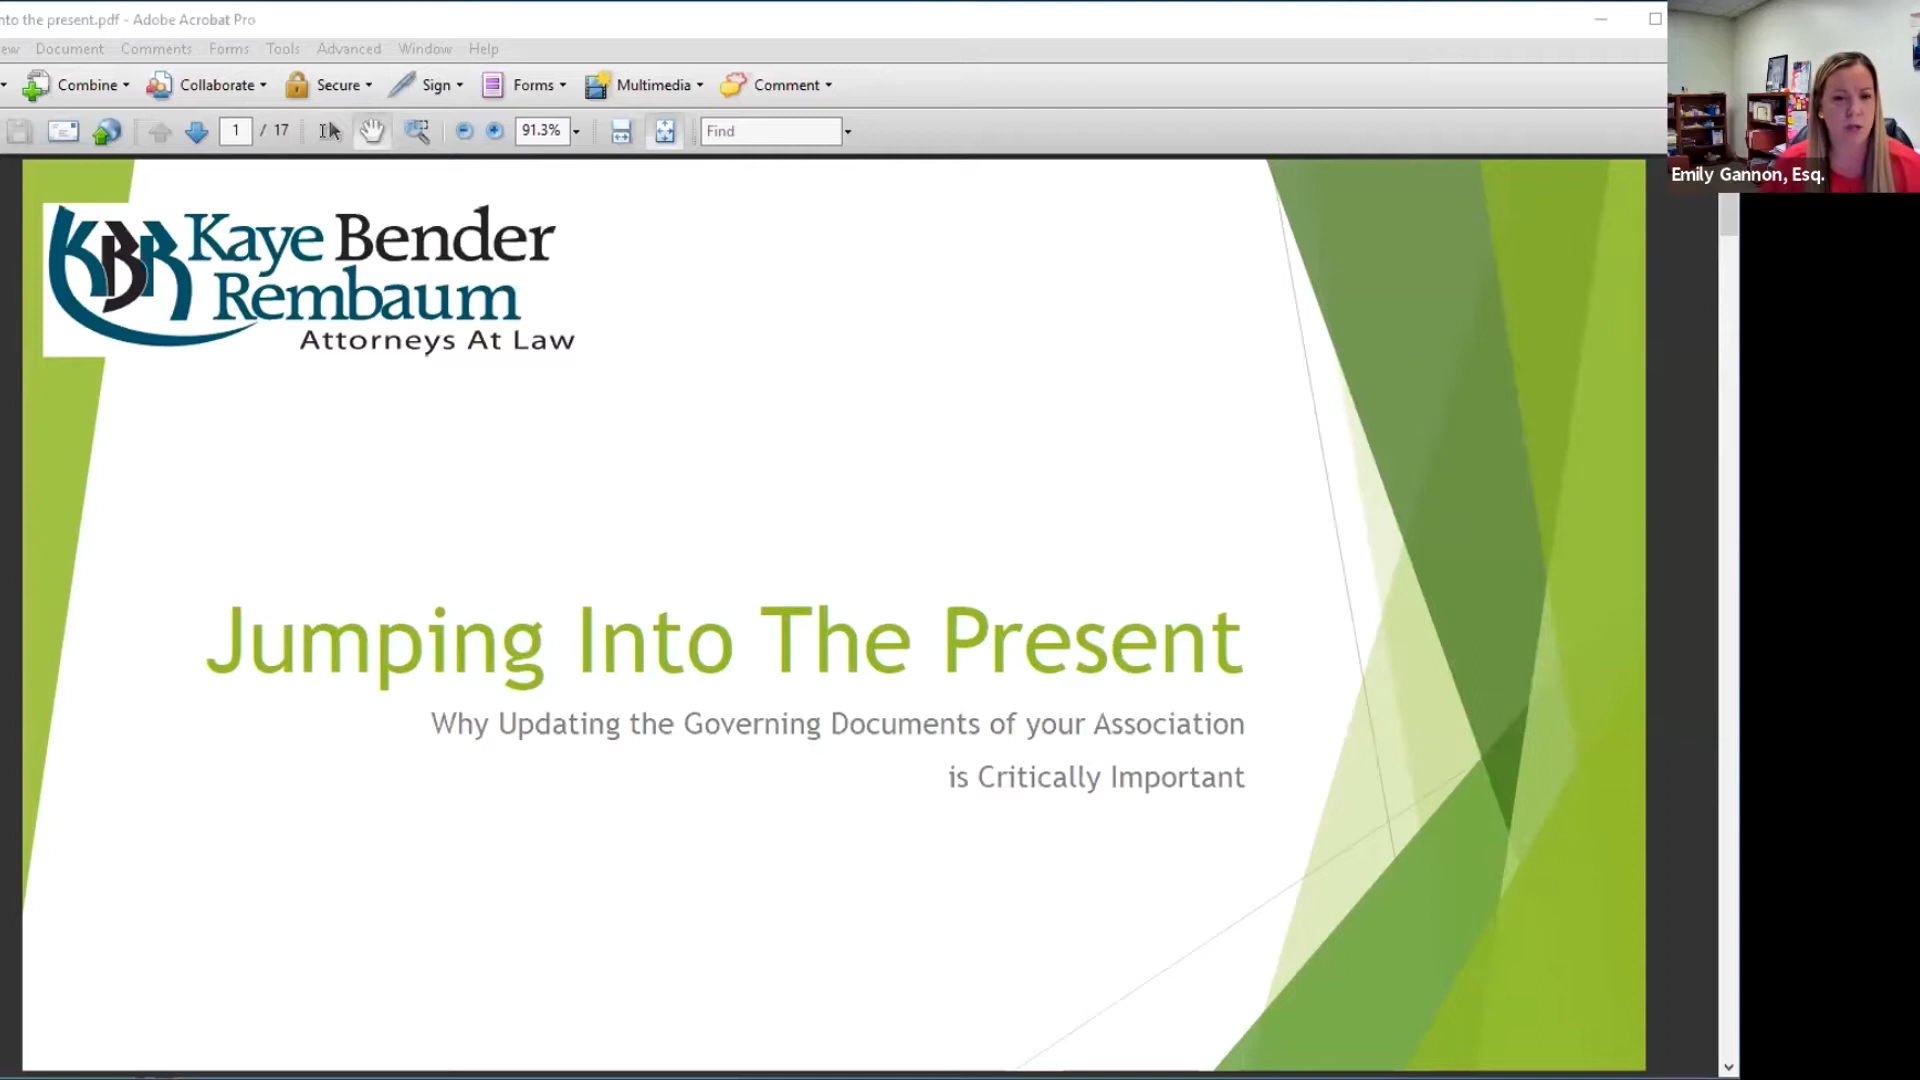 nto the present.pdf - Adobe Acrobat Pro
ew Document Comments Forms Tools Advanced Window Help
Combine Collaborate Secure Sign Forms Multimedia Comment
1 / 17 91.3% Find
Emily Gannon, Esq.
KBR Kaye Bender
Rembaum
Attorneys At Law
Jumping Into The Present
Why Updating the Governing Documents of your Association
is Critically Important